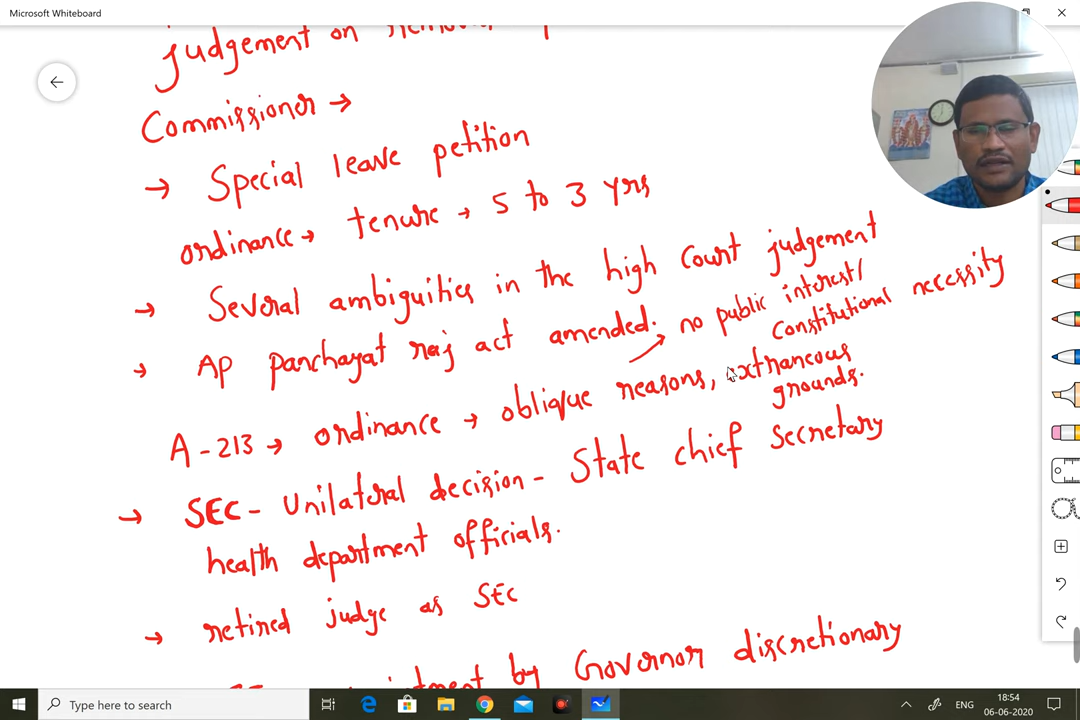 Microsoft Whiteboard
judgement on
Commissioner →
→ Special leave petition
ordinance → tenure → 5 to 3 yrs
→ Several ambiguities in the high Court judgement
→ AP panchayat raj act amended. → no public interest/
Constitutional necessity
A-213 → ordinance → oblique reasons, extraneous
grounds.
→ SEC - Unilateral decision - State chief Secretary
health department officials.
→ retired judge as SEC
by Governor discretionary
Type here to search
ENG
18:54
06-06-2020